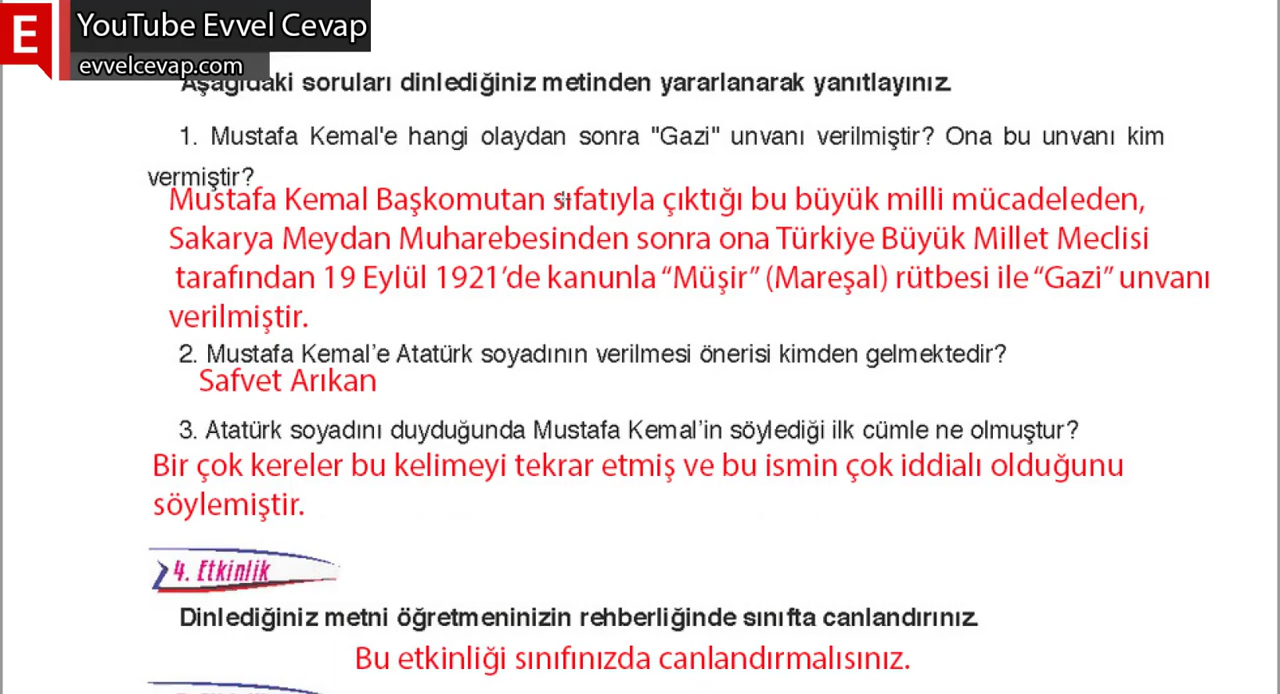 E
YouTube Evvel Cevap
evvelcevap.com
Aşağıdaki soruları dinlediğiniz metinden yararlanarak yanıtlayınız.
1. Mustafa Kemal'e hangi olaydan sonra "Gazi" unvanı verilmiştir? Ona bu unvanı kim
vermiştir?
Mustafa Kemal Başkomutan sıfatıyla çıktığı bu büyük milli mücadeleden,
Sakarya Meydan Muharebesinden sonra ona Türkiye Büyük Millet Meclisi
tarafından 19 Eylül 1921’de kanunla “Müşir” (Mareşal) rütbesi ile “Gazi” unvanı
verilmiştir.
2. Mustafa Kemal’e Atatürk soyadının verilmesi önerisi kimden gelmektedir?
Safvet Arıkan
3. Atatürk soyadını duyduğunda Mustafa Kemal’in söylediği ilk cümle ne olmuştur?
Bir çok kereler bu kelimeyi tekrar etmiş ve bu ismin çok iddialı olduğunu
söylemiştir.
4. Etkinlik
Dinlediğiniz metni öğretmeninizin rehberliğinde sınıfta canlandırınız.
Bu etkinliği sınıfınızda canlandırmalısınız.